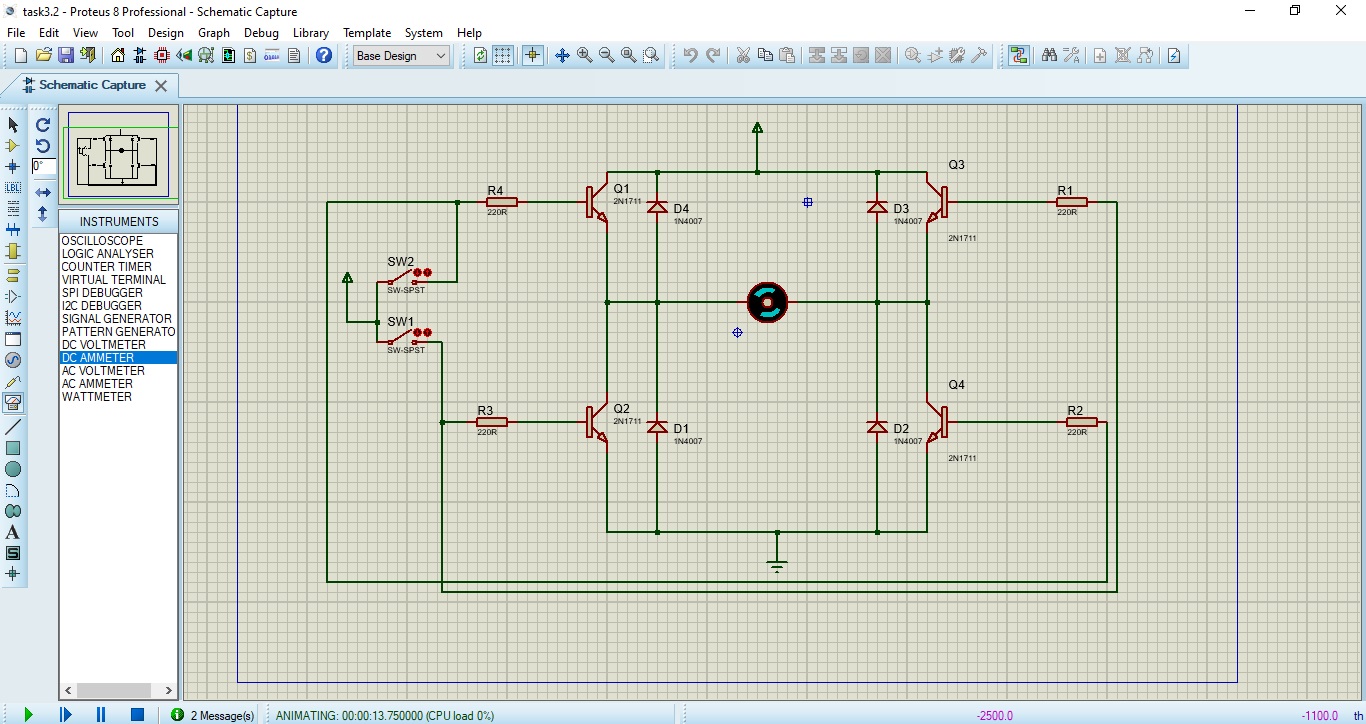 task3.2 - Proteus 8 Professional - Schematic Capture
File Edit View Tool Design Graph Debug Library Template System Help
Base Design
Schematic Capture
0°
LBL
A
S
INSTRUMENTS
OSCILLOSCOPE
LOGIC ANALYSER
COUNTER TIMER
VIRTUAL TERMINAL
SPI DEBUGGER
I2C DEBUGGER
SIGNAL GENERATOR
PATTERN GENERATO
DC VOLTMETER
DC AMMETER
AC VOLTMETER
AC AMMETER
WATTMETER
R4
220R
Q1
2N1711
D4
1N4007
D3
1N4007
Q3
2N1711
R1
220R
SW2
SW-SPST
SW1
SW-SPST
R3
220R
Q2
2N1711
D1
1N4007
D2
1N4007
Q4
2N1711
R2
220R
2 Message(s)
ANIMATING: 00:00:13.750000 (CPU load 0%)
-2500.0
-1100.0
th